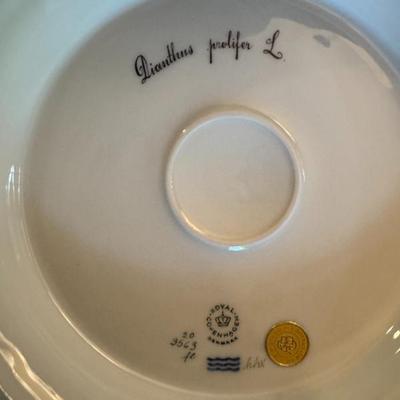 Dianthus prolifer L.
ROYAL
COPENHAGEN
DENMARK
20
3563